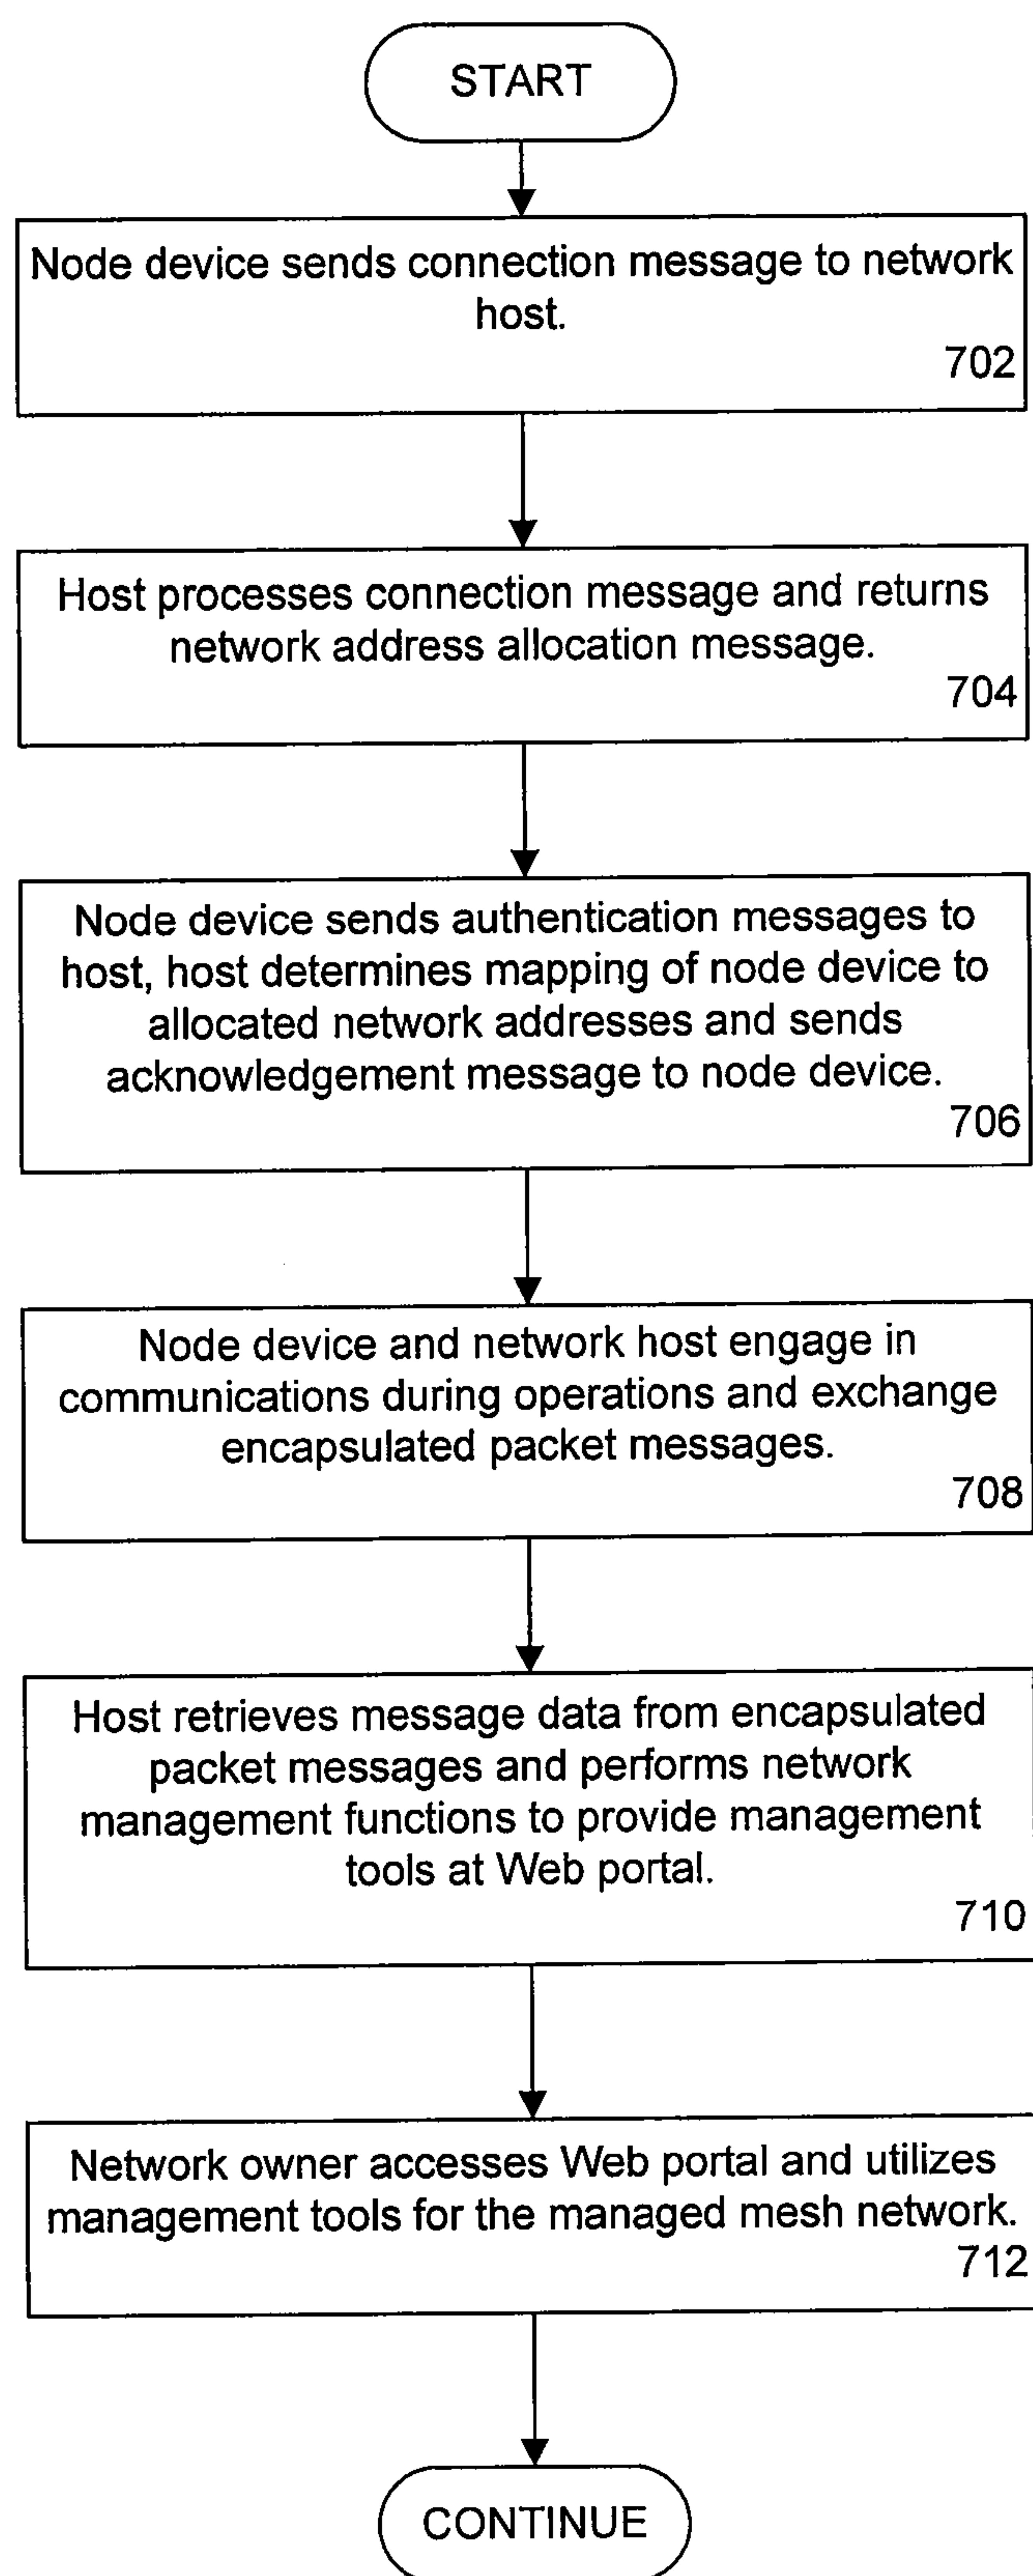 START
Node device sends connection message to network
host.
702
Host processes connection message and returns
network address allocation message.
704
Node device sends authentication messages to
host, host determines mapping of node device to
allocated network addresses and sends
acknowledgement message to node device.
706
Node device and network host engage in
communications during operations and exchange
encapsulated packet messages.
708
Host retrieves message data from encapsulated
packet messages and performs network
management functions to provide management
tools at Web portal.
710
Network owner accesses Web portal and utilizes
management tools for the managed mesh network.
712
CONTINUE